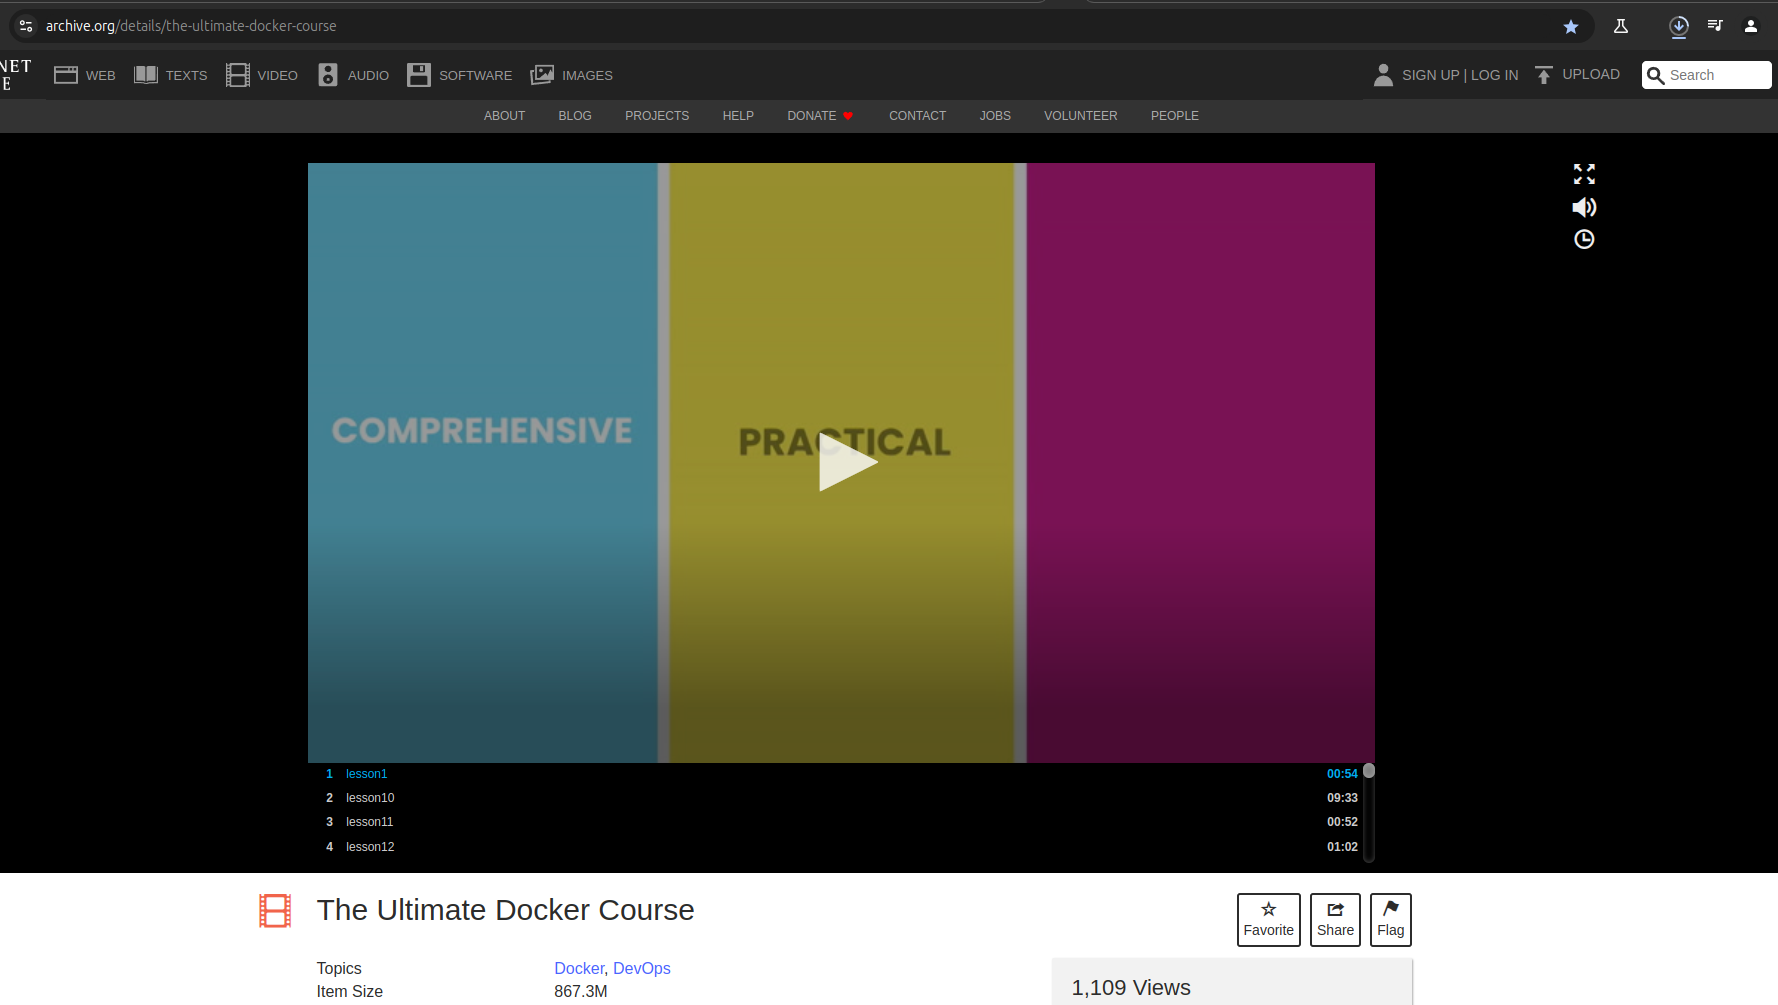 archive.org/details/the-ultimate-docker-course
NET
E
WEB TEXTS VIDEO AUDIO SOFTWARE IMAGES SIGN UP | LOG IN UPLOAD Search
ABOUT BLOG PROJECTS HELP DONATE CONTACT JOBS VOLUNTEER PEOPLE
COMPREHENSIVE
PRACTICAL
1 lesson1 00:54
2 lesson10 09:33
3 lesson11 00:52
4 lesson12 01:02
The Ultimate Docker Course
Favorite Share Flag
Topics Docker, DevOps
Item Size 867.3M
1,109 Views